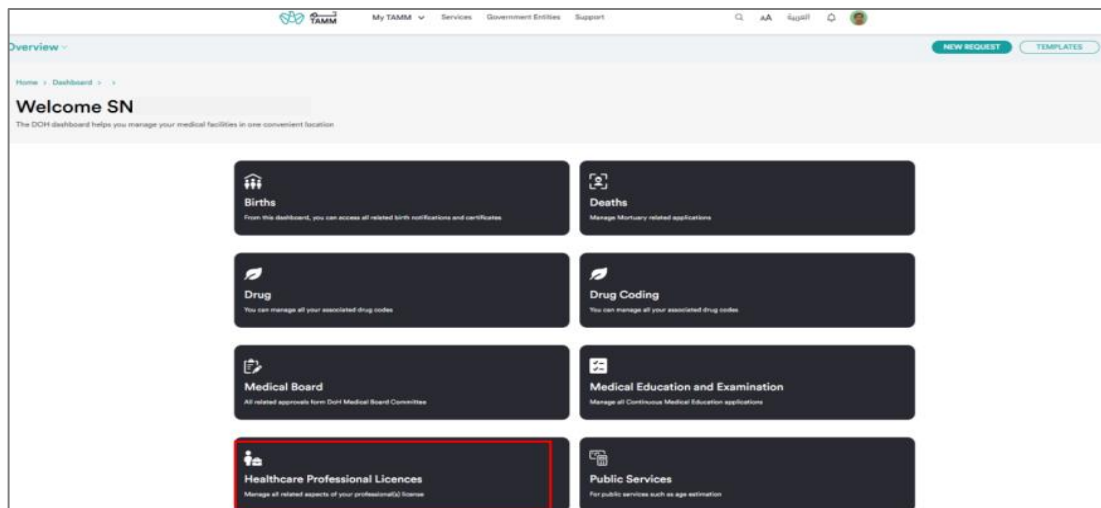 تم
TAMM
My TAMM
Services
Government Entities
Support
AA
العربية
Overview
NEW REQUEST
TEMPLATES
Home > Dashboard > >
Welcome SN
The DOH dashboard helps you manage your medical facilities in one convenient location
Births
From this dashboard, you can access all related birth notifications and certificates
Deaths
Manage Mortuary related applications
Drug
You can manage all your associated drug codes
Drug Coding
You can manage all your associated drug codes
Medical Board
All related approvals form DoH Medical Board Committee
Medical Education and Examination
Manage all Continuous Medical Education applications
Healthcare Professional Licences
Manage all related aspects of your professional(s) license
Public Services
For public services such as age estimation